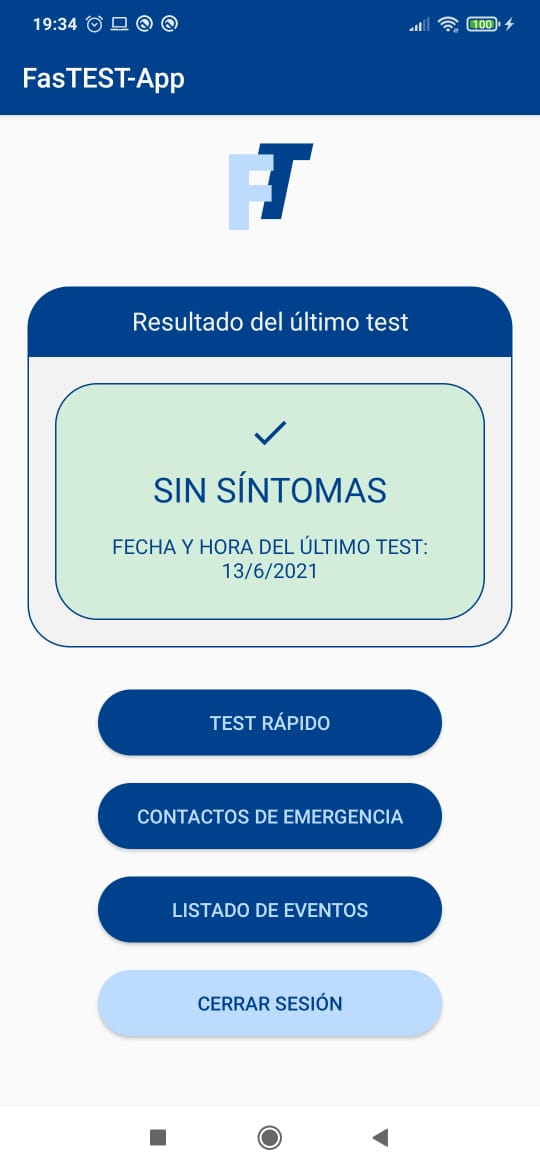 19:34
100
FasTEST-App
FT
Resultado del último test
SIN SÍNTOMAS
FECHA Y HORA DEL ÚLTIMO TEST:
13/6/2021
TEST RÁPIDO
CONTACTOS DE EMERGENCIA
LISTADO DE EVENTOS
CERRAR SESIÓN